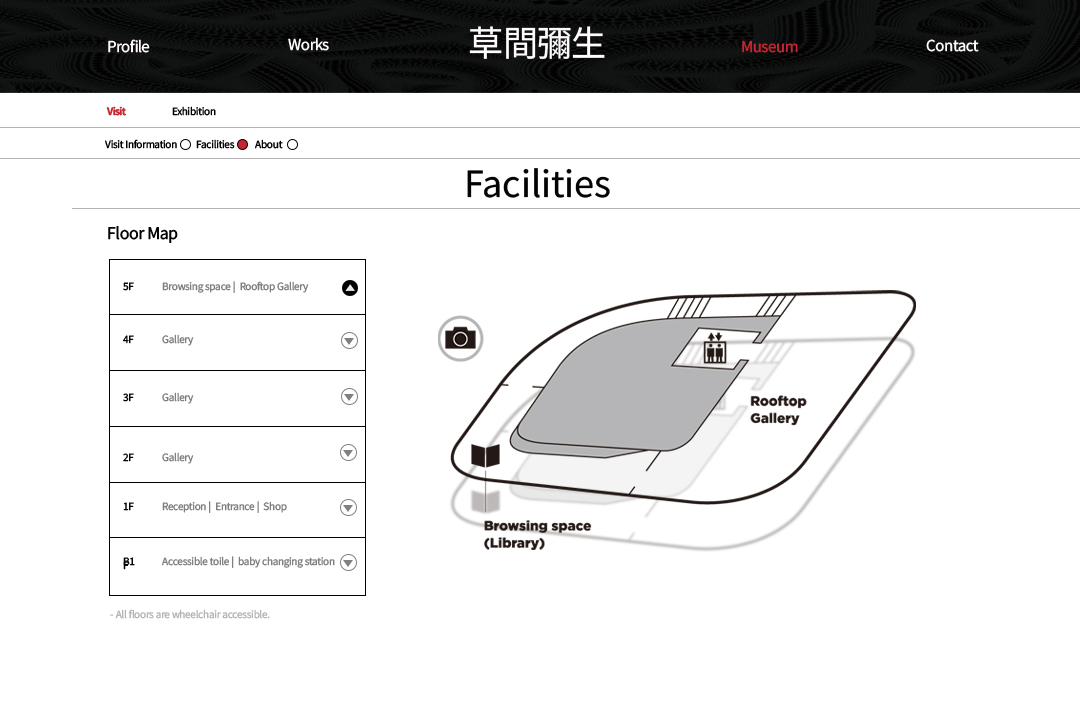 Profile
Works
草間彌生
Museum
Contact
Visit
Exhibition
Visit Information
Facilities
About
Facilities
Floor Map
5F Browsing space | Rooftop Gallery
4F Gallery
3F Gallery
2F Gallery
1F Reception | Entrance | Shop
B1 Accessible toile | baby changing station
- All floors are wheelchair accessible.
Rooftop
Gallery
Browsing space
(Library)